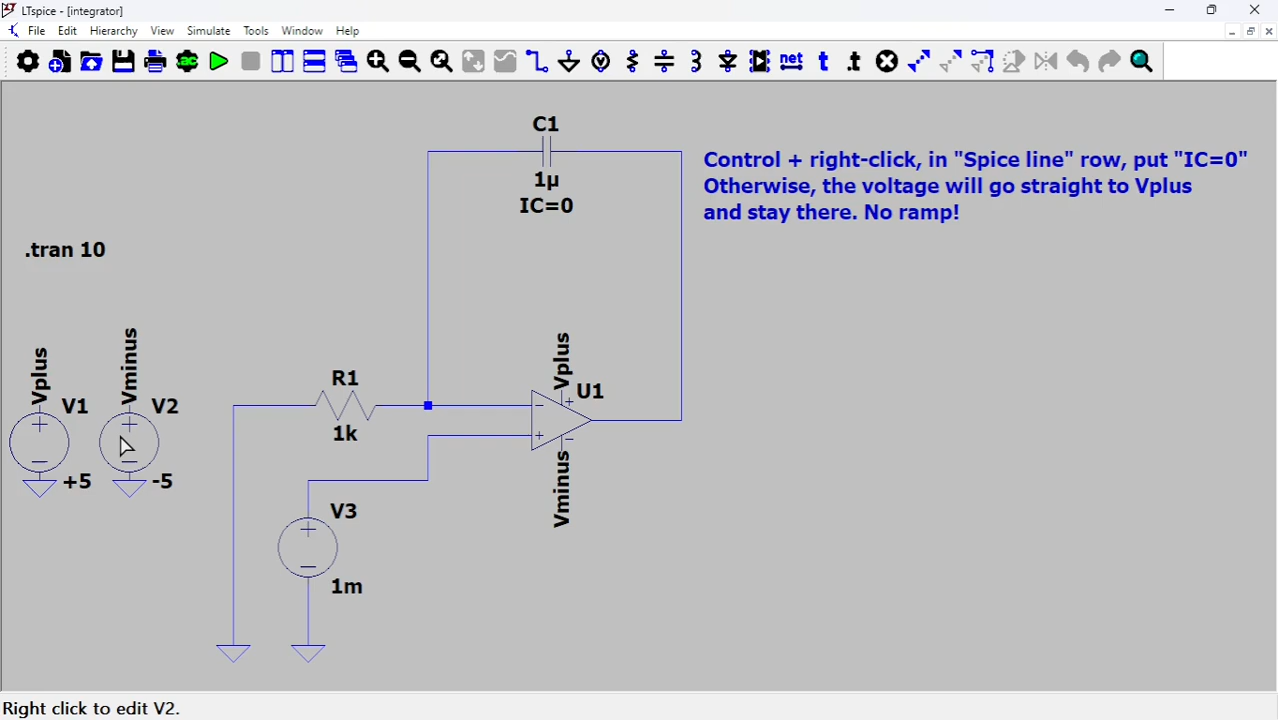 LTspice - [integrator]
File Edit Hierarchy View Simulate Tools Window Help
.ac
net t .t
C1
1µ
IC=0
Control + right-click, in "Spice line" row, put "IC=0"
Otherwise, the voltage will go straight to Vplus
and stay there. No ramp!
.tran 10
Vplus
Vminus
V1
V2
+5
-5
R1
1k
Vplus
U1
Vminus
V3
1m
Right click to edit V2.